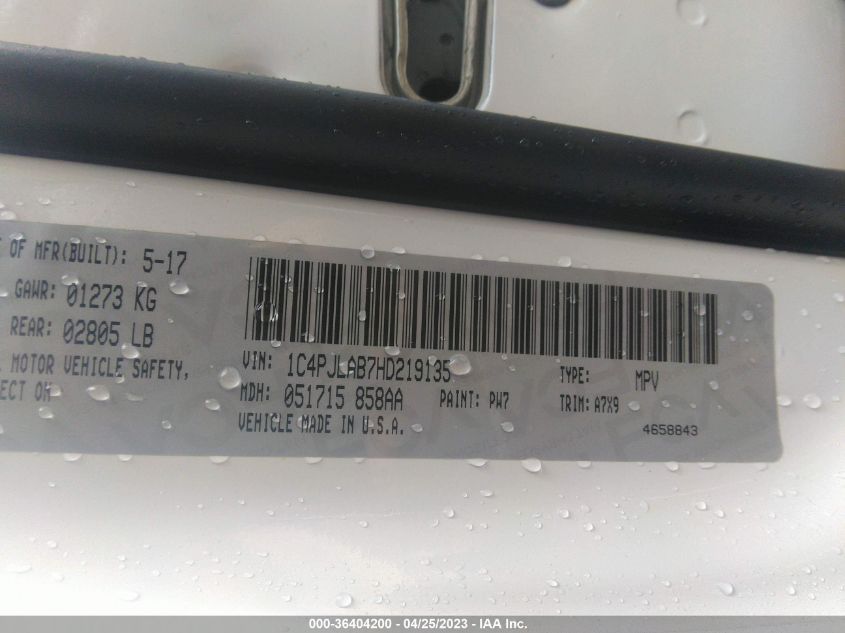 OF MFR(BUILT): 5-17
GAWR: 01273 KG
REAR: 02805 LB
MOTOR VEHICLE SAFETY,
ECT ON
VIN: 1C4PJLAB7HD219135
TYPE: MPV
MDH: 051715 858AA
PAINT: PW7
TRIM: A7X9
VEHICLE MADE IN U.S.A.
4658843
000-36404200 - 04/25/2023 - IAA Inc.